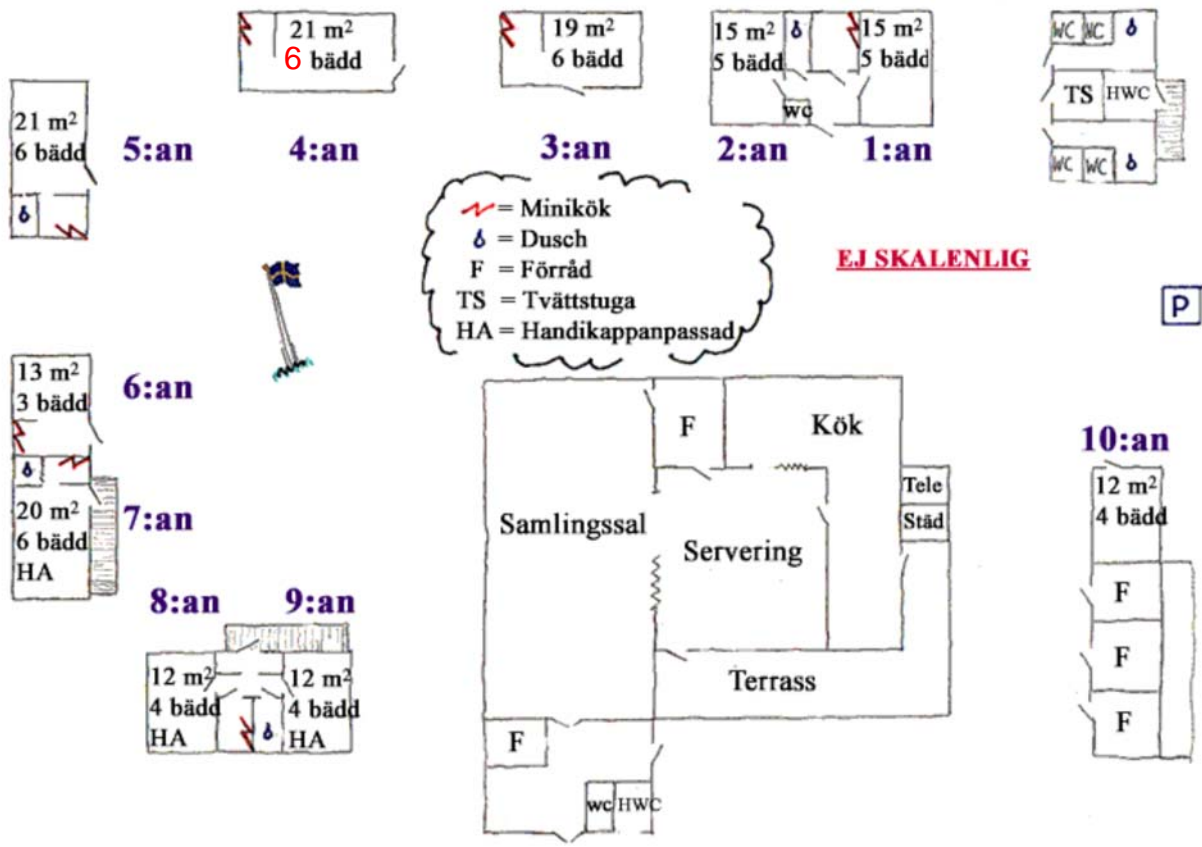 21 m²
6 bädd
4:an
19 m²
6 bädd
3:an
15 m²
5 bädd
wc
2:an
15 m²
5 bädd
1:an
WC WC
TS HWC
WC WC
21 m²
6 bädd
5:an
= Minikök
= Dusch
F = Förråd
TS = Tvättstuga
HA = Handikappanpassad
EJ SKALENLIG
P
13 m²
3 bädd
6:an
20 m²
6 bädd
HA
7:an
8:an
12 m²
4 bädd
HA
9:an
12 m²
4 bädd
HA
Samlingssal
F
Kök
Servering
Tele
Städ
Terrass
F
wc HWC
10:an
12 m²
4 bädd
F
F
F